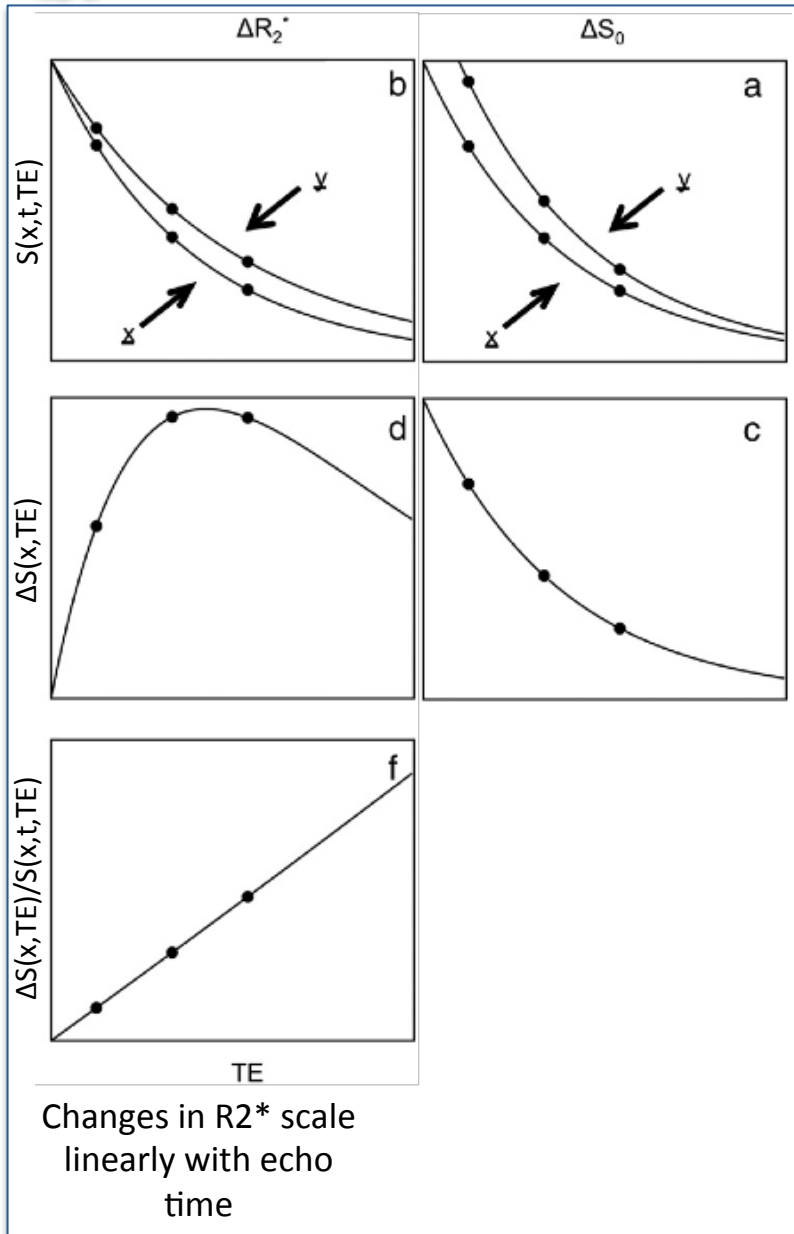 ΔR₂* ΔS₀
S(x,t,TE)
b
y
x
a
y
x
ΔS(x,TE)
d
c
ΔS(x,TE)/S(x,t,TE)
f
TE
Changes in R2* scale
linearly with echo
time